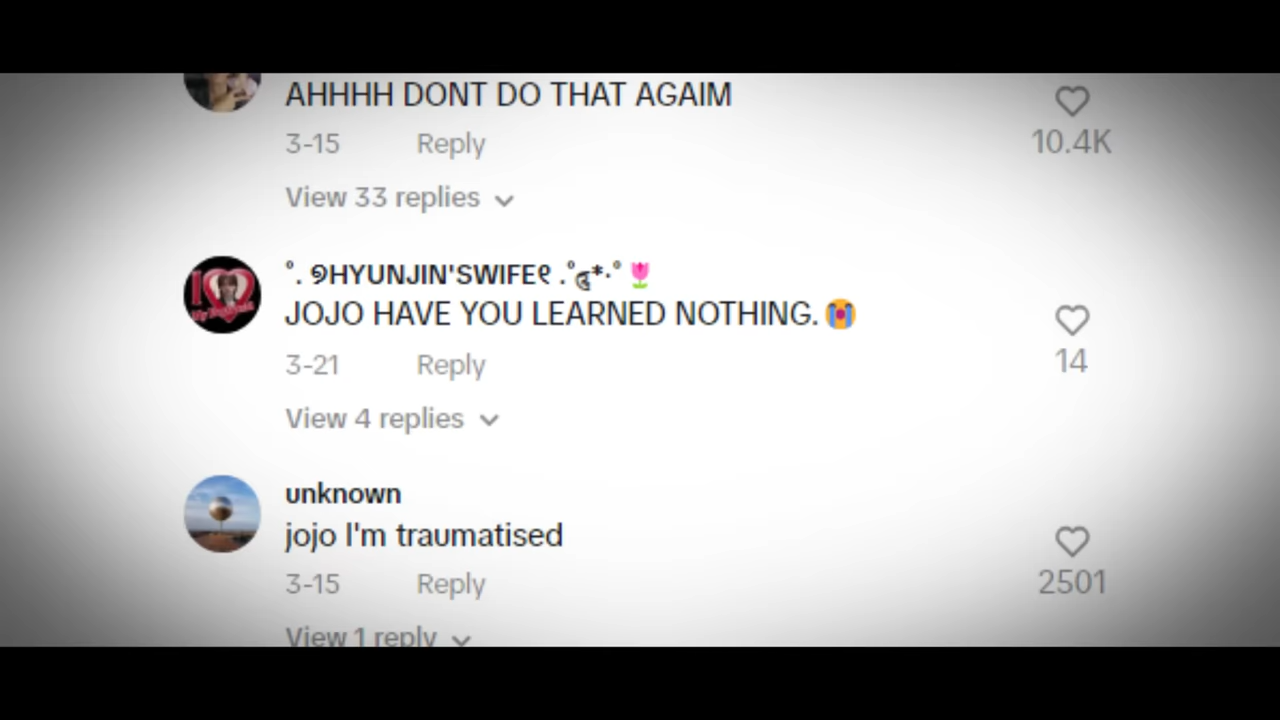 AHHHH DONT DO THAT AGAIM
10.4K
3-15 Reply
View 33 replies
I
˚. ୭HYUNJIN'SWIFE୧ .˚ଘ*·˚🌷
JOJO HAVE YOU LEARNED NOTHING.😭
14
3-21 Reply
View 4 replies
unknown
jojo I'm traumatised
2501
3-15 Reply
View 1 reply